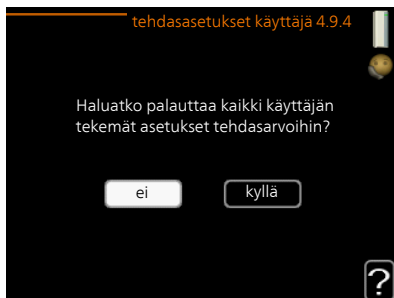 tehdasasetukset käyttäjä 4.9.4
Haluatko palauttaa kaikki käyttäjän
tekemät asetukset tehdasarvoihin?
ei
kyllä
?